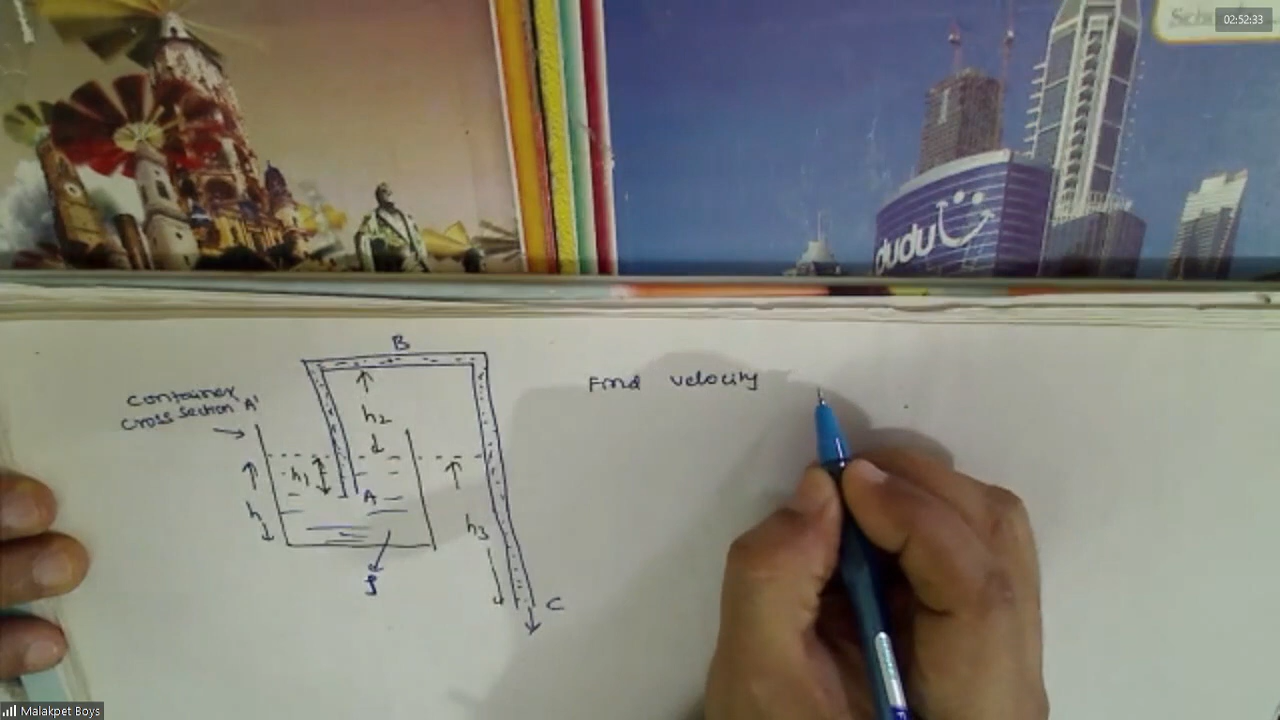 02:52:33
dudu
B
Find velocity
Container
Cross section A'
h2
h1
A
h
h3
ρ
C
Malakpet Boys